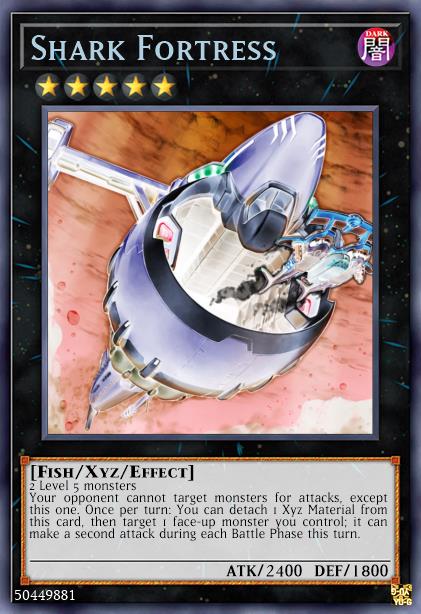 Shark Fortress
DARK
闇
[Fish/Xyz/Effect]
2 Level 5 monsters
Your opponent cannot target monsters for attacks, except
this one. Once per turn: You can detach 1 Xyz Material from
this card, then target 1 face-up monster you control; it can
make a second attack during each Battle Phase this turn.
ATK/2400 DEF/1800
50449881